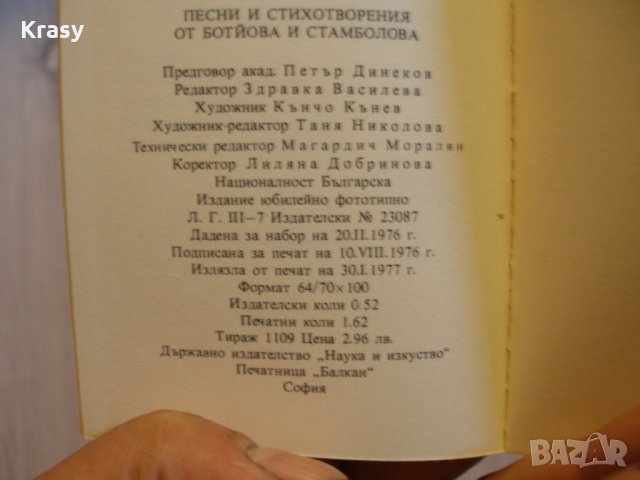 Krasy
ПЕСНИ И СТИХОТВОРЕНИЯ
ОТ БОТЙОВА И СТАМБОЛОВА
Предговор акад. Петър Динеков
Редактор Здравка Василева
Художник Кънчо Кънев
Художник-редактор Таня Николова
Технически редактор Магардич Моралян
Коректор Лиляна Добринова
Националност Българска
Издание юбилейно фототипно
Л. Г. III–7 Издателски № 23087
Дадена за набор на 20.II.1976 г.
Подписана за печат на 10.VIII.1976 г.
Излязла от печат на 30.I.1977 г.
Формат 64/70×100
Издателски коли 0.52
Печатни коли 1.62
Тираж 1109 Цена 2.96 лв.
Държавно издателство „Наука и изкуство“
Печатница „Балкан“
София
BAZAR